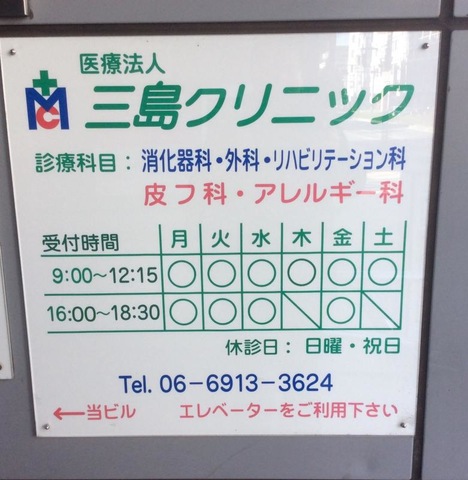 医療法人
MC 三島クリニック
診療科目：消化器科・外科・リハビリテーション科
皮フ科・アレルギー科
受付時間 月 火 水 木 金 土
9:00～12:15 ○ ○ ○ ○ ○ ○
16:00～18:30 ○ ○ ○ ＼ ○ ＼
休診日：日曜・祝日
Tel. 06-6913-3624
←当ビル エレベーターをご利用下さい